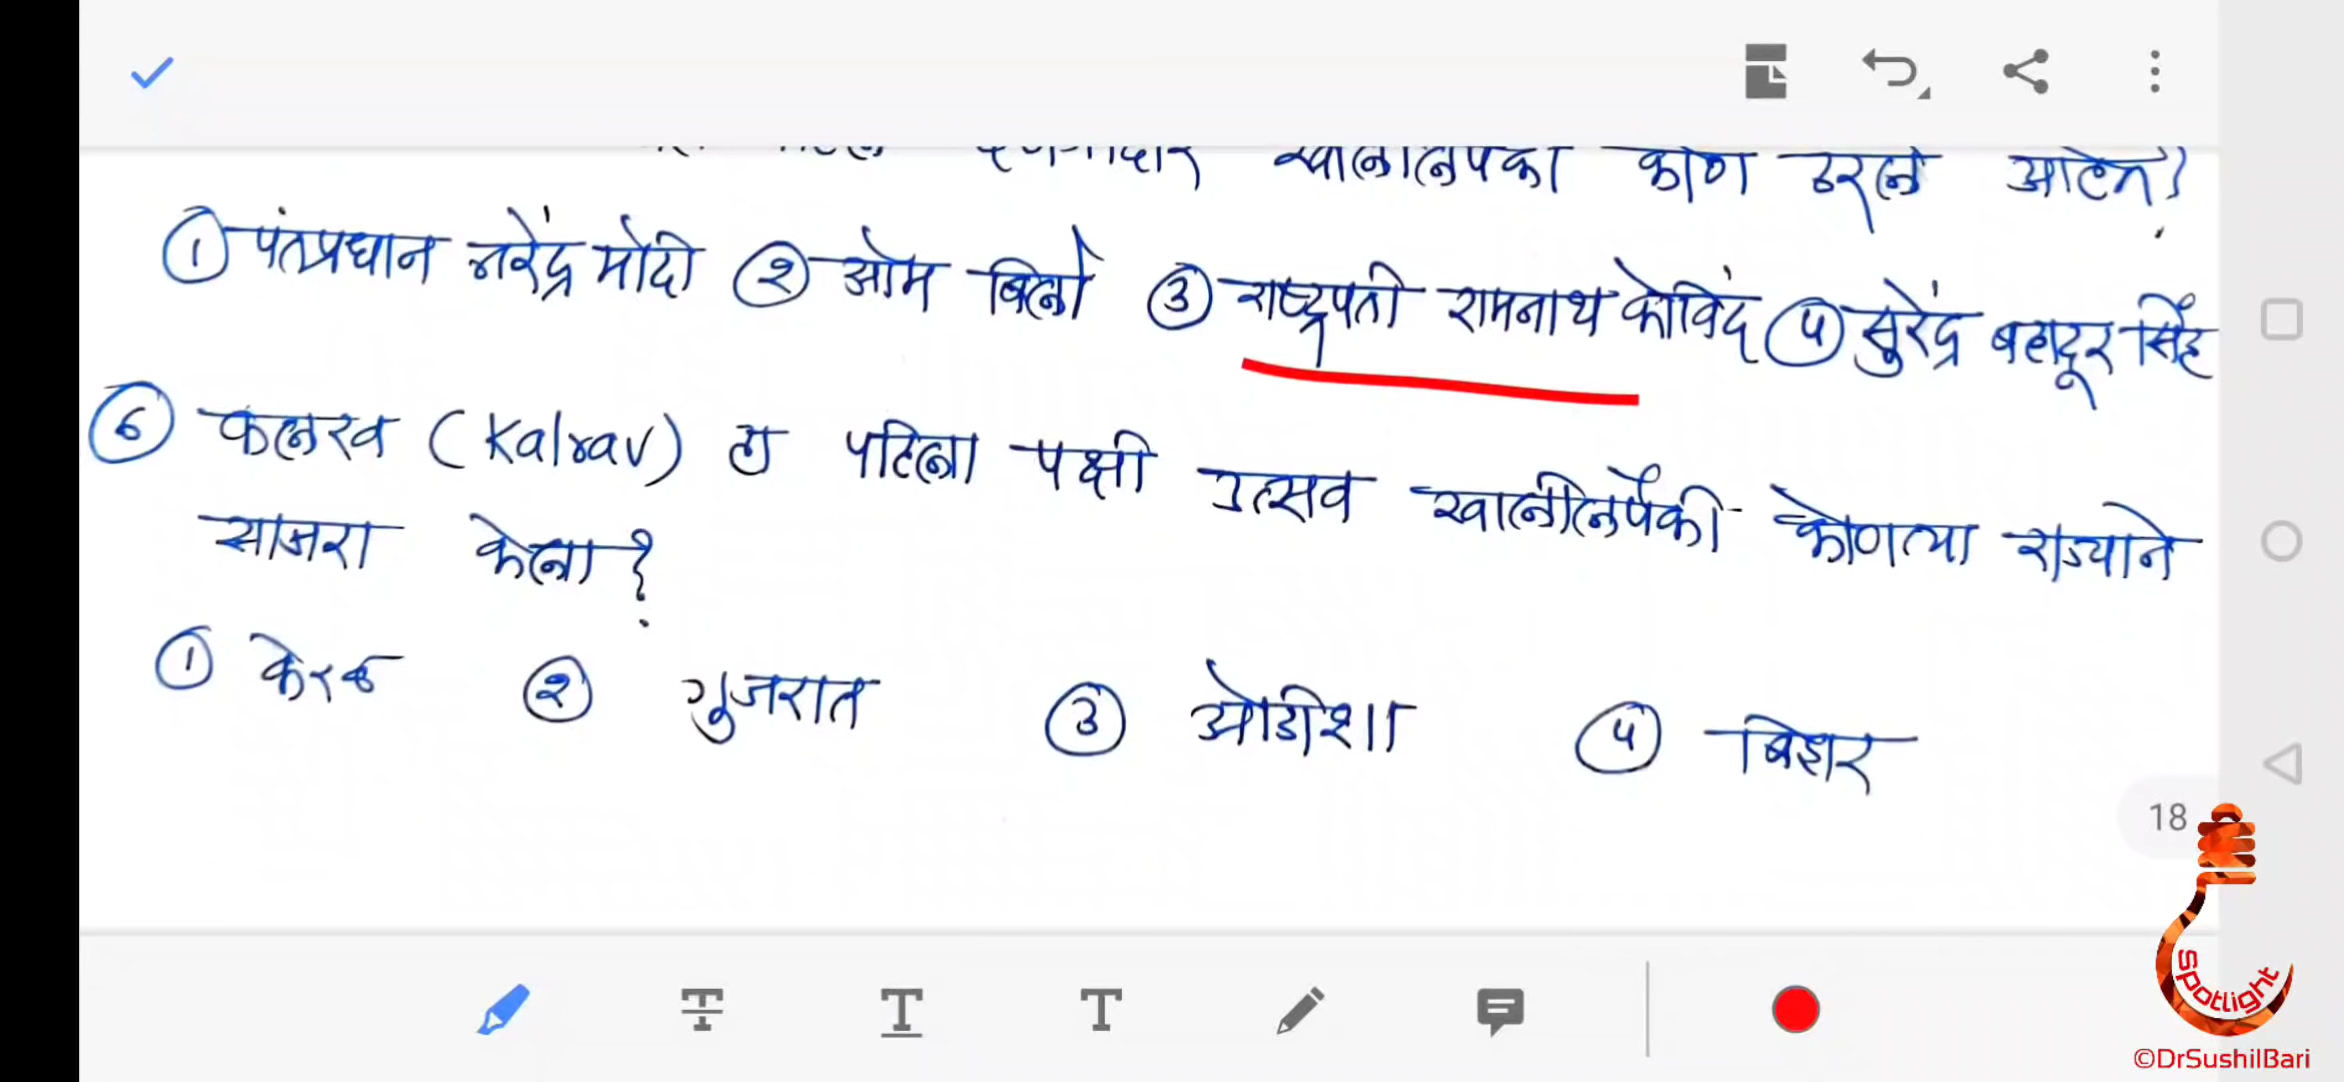 देणगीदार खालीलपैकी कोण ठरले आहेत?
① पंतप्रधान नरेंद्र मोदी ② ओम बिर्ला ③ राष्ट्रपती रामनाथ कोविंद ④ सुरेंद्र बहादूर सिंह
⑥ कलरव (Kalrav) हा पहिला पक्षी उत्सव खालीलपैकी कोणत्या राज्याने
साजरा केला?
① केरळ ② गुजरात ③ ओडीशा ④ बिहार
18
Spotlight
©DrSushilBari